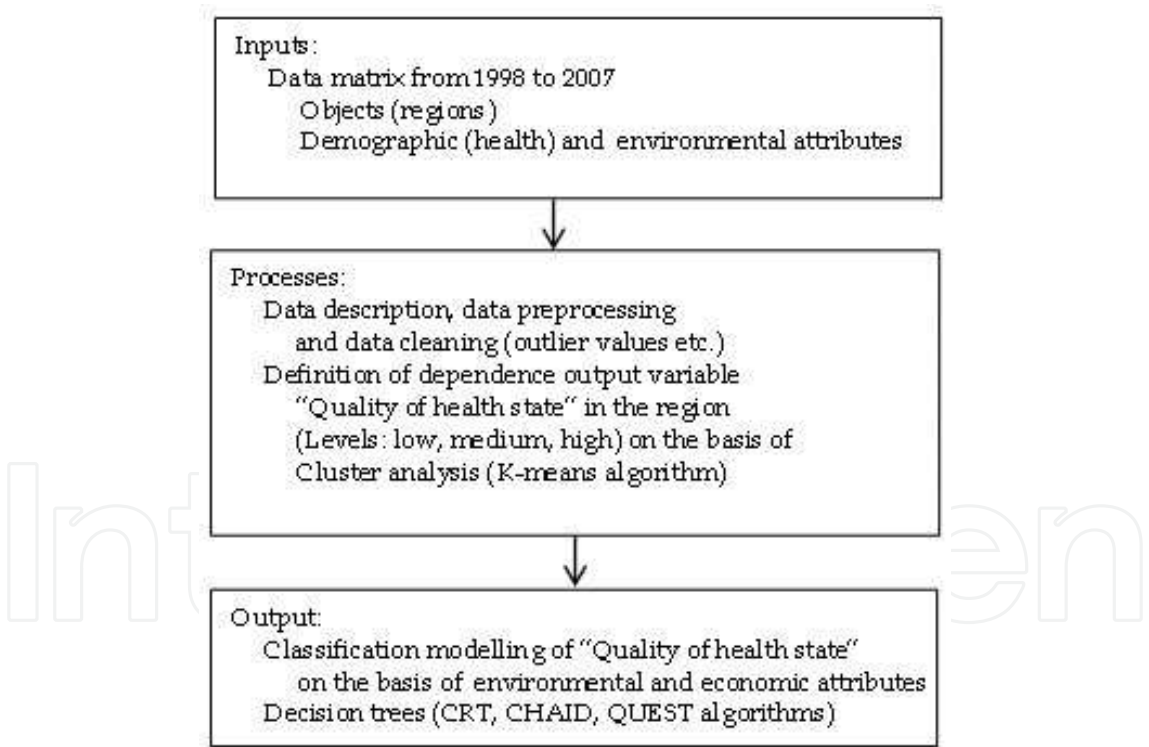 Inputs:
Data matrix from 1998 to 2007
Objects (regions)
Demographic (health) and environmental attributes
Processes:
Data description, data preprocessing
and data cleaning (outlier values etc.)
Definition of dependence output variable
“Quality of health state“ in the region
(Levels: low, medium, high) on the basis of
Cluster analysis (K-means algorithm)
Output:
Classification modelling of “Quality of health state“
on the basis of environmental and economic attributes
Decision trees (CRT, CHAID, QUEST algorithms)